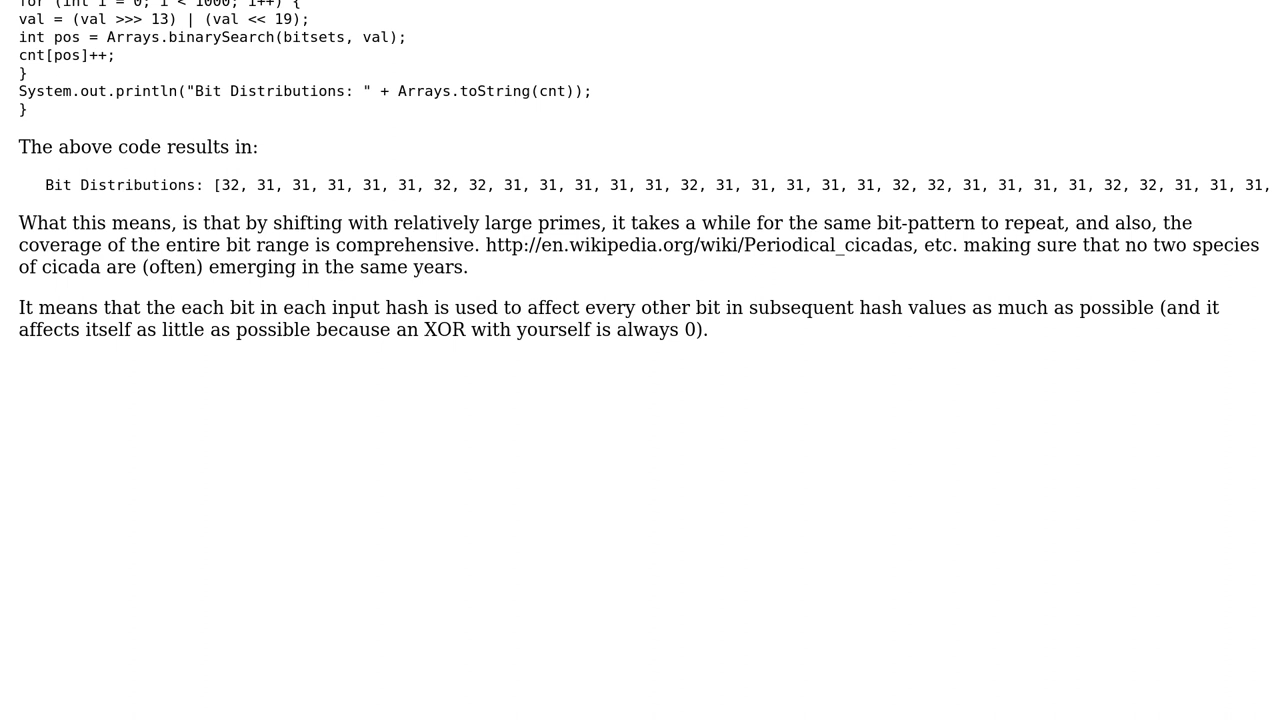 for (int i = 0; i < 1000; i++) {
val = (val >>> 13) | (val << 19);
int pos = Arrays.binarySearch(bitsets, val);
cnt[pos]++;
}
System.out.println("Bit Distributions: " + Arrays.toString(cnt));
}
The above code results in:
Bit Distributions: [32, 31, 31, 31, 31, 31, 32, 32, 31, 31, 31, 31, 31, 32, 31, 31, 31, 31, 31, 32, 32, 31, 31, 31, 31, 32, 32, 31, 31, 31,
What this means, is that by shifting with relatively large primes, it takes a while for the same bit-pattern to repeat, and also, the
coverage of the entire bit range is comprehensive. http://en.wikipedia.org/wiki/Periodical_cicadas, etc. making sure that no two species
of cicada are (often) emerging in the same years.
It means that the each bit in each input hash is used to affect every other bit in subsequent hash values as much as possible (and it
affects itself as little as possible because an XOR with yourself is always 0).